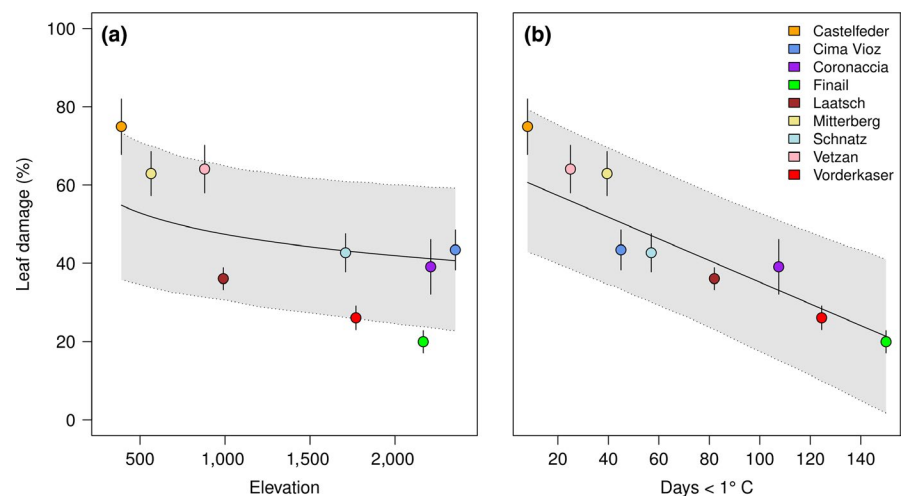 (a)
(b)
Leaf damage (%)
100
80
60
40
20
0
500
1,000
1,500
2,000
Elevation
Castelfeder
Cima Vioz
Coronaccia
Finail
Laatsch
Mitterberg
Schnatz
Vetzan
Vorderkaser
20
40
60
80
100
120
140
Days < 1° C